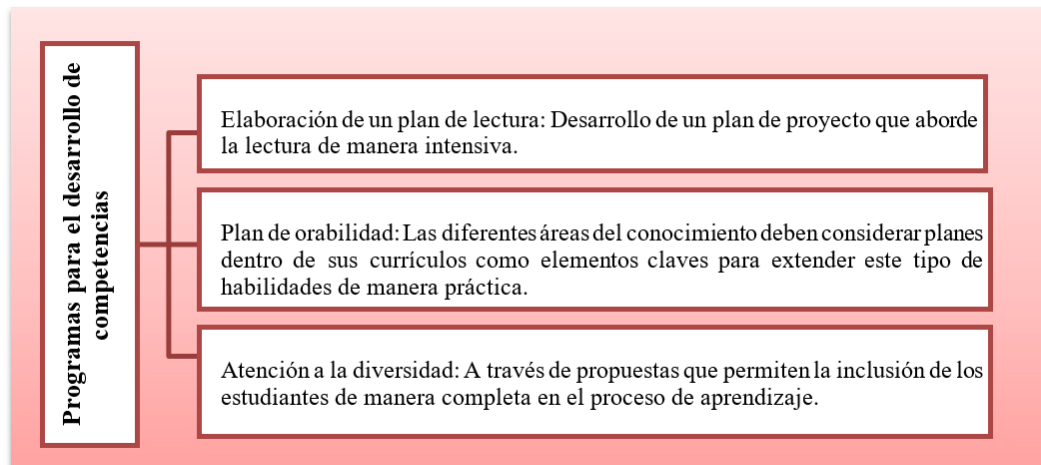 Programas para el desarrollo de
competencias
Elaboración de un plan de lectura: Desarrollo de un plan de proyecto que aborde
la lectura de manera intensiva.
Plan de orabilidad: Las diferentes áreas del conocimiento deben considerar planes
dentro de sus currículos como elementos claves para extender este tipo de
habilidades de manera práctica.
Atención a la diversidad: A través de propuestas que permiten la inclusión de los
estudiantes de manera completa en el proceso de aprendizaje.